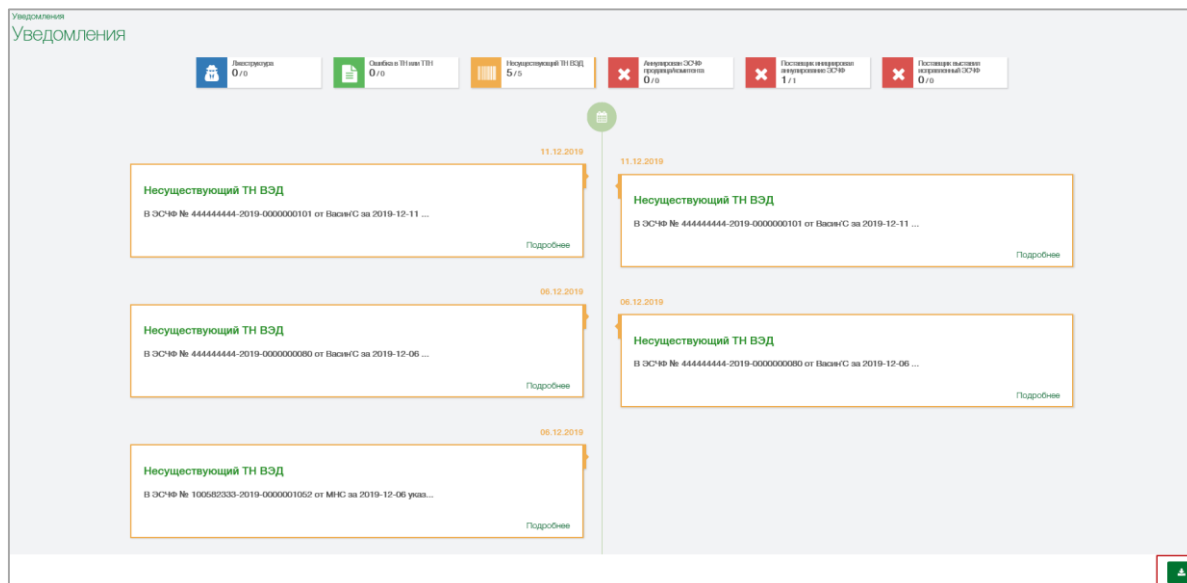 Уведомления
Уведомления
Лжеструктура
0 / 0
Ошибка в ТН или ТТН
0 / 0
Несуществующий ТН ВЭД
5 / 5
Аннулирован ЭСЧФ
продавца/комитента
0 / 0
Поставщик инициировал
аннулирование ЭСЧФ
1 / 1
Поставщик выставил
исправленный ЭСЧФ
0 / 0
11.12.2019
Несуществующий ТН ВЭД
В ЭСЧФ № 444444444-2019-0000000101 от Васин'С за 2019-12-11 ...
Подробнее
11.12.2019
Несуществующий ТН ВЭД
В ЭСЧФ № 444444444-2019-0000000101 от Васин'С за 2019-12-11 ...
Подробнее
06.12.2019
Несуществующий ТН ВЭД
В ЭСЧФ № 444444444-2019-0000000080 от Васин'С за 2019-12-06 ...
Подробнее
06.12.2019
Несуществующий ТН ВЭД
В ЭСЧФ № 444444444-2019-0000000080 от Васин'С за 2019-12-06 ...
Подробнее
06.12.2019
Несуществующий ТН ВЭД
В ЭСЧФ № 100582333-2019-0000001052 от МНС за 2019-12-06 указ...
Подробнее